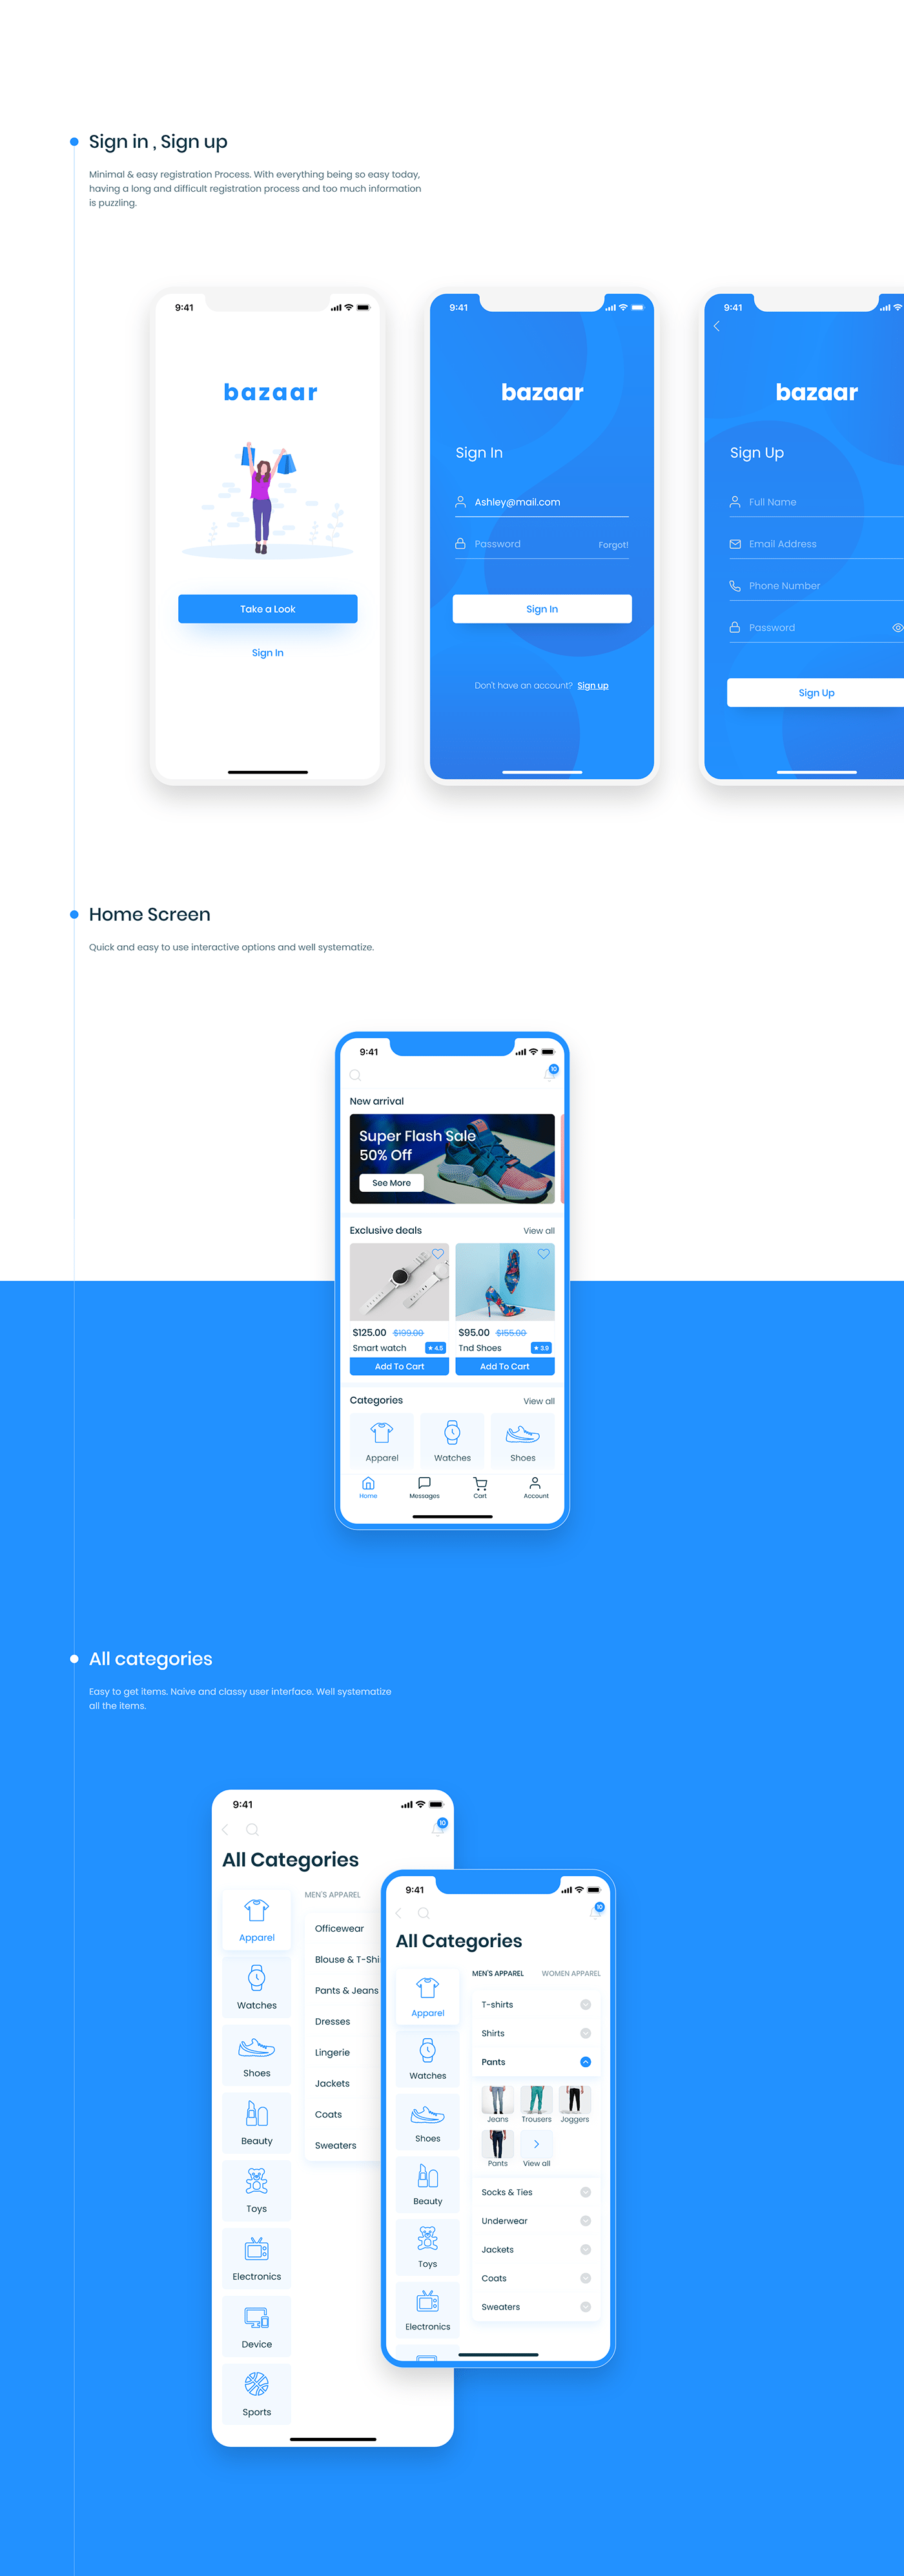 Sign in , Sign up
Minimal & easy registration Process. With everything being so easy today,
having a long and difficult registration process and too much information
is puzzling.
9:41
bazaar
Take a Look
Sign In
9:41
bazaar
Sign In
Ashley@mail.com
Password Forgot!
Sign In
Don't have an account? Sign up
9:41
bazaar
Sign Up
Full Name
Email Address
Phone Number
Password
Sign Up
Home Screen
Quick and easy to use interactive options and well systematize.
9:41
10
New arrival
Super Flash Sale
50% Off
See More
Exclusive deals View all
$125.00 $199.00
Smart watch ★ 4.5
Add To Cart
$95.00 $155.00
Tnd Shoes ★ 3.9
Add To Cart
Categories View all
Apparel Watches Shoes
Home Messages Cart Account
All categories
Easy to get items. Naive and classy user interface. Well systematize
all the items.
9:41
10
All Categories
Apparel
Watches
Shoes
Beauty
Toys
Electronics
Device
Sports
MEN'S APPAREL
Officewear
Blouse & T-Shi
Pants & Jeans
Dresses
Lingerie
Jackets
Coats
Sweaters
9:41
10
All Categories
Apparel
Watches
Shoes
Beauty
Toys
Electronics
MEN'S APPAREL WOMEN APPAREL
T-shirts
Shirts
Pants
Jeans Trousers Joggers
Pants View all
Socks & Ties
Underwear
Jackets
Coats
Sweaters